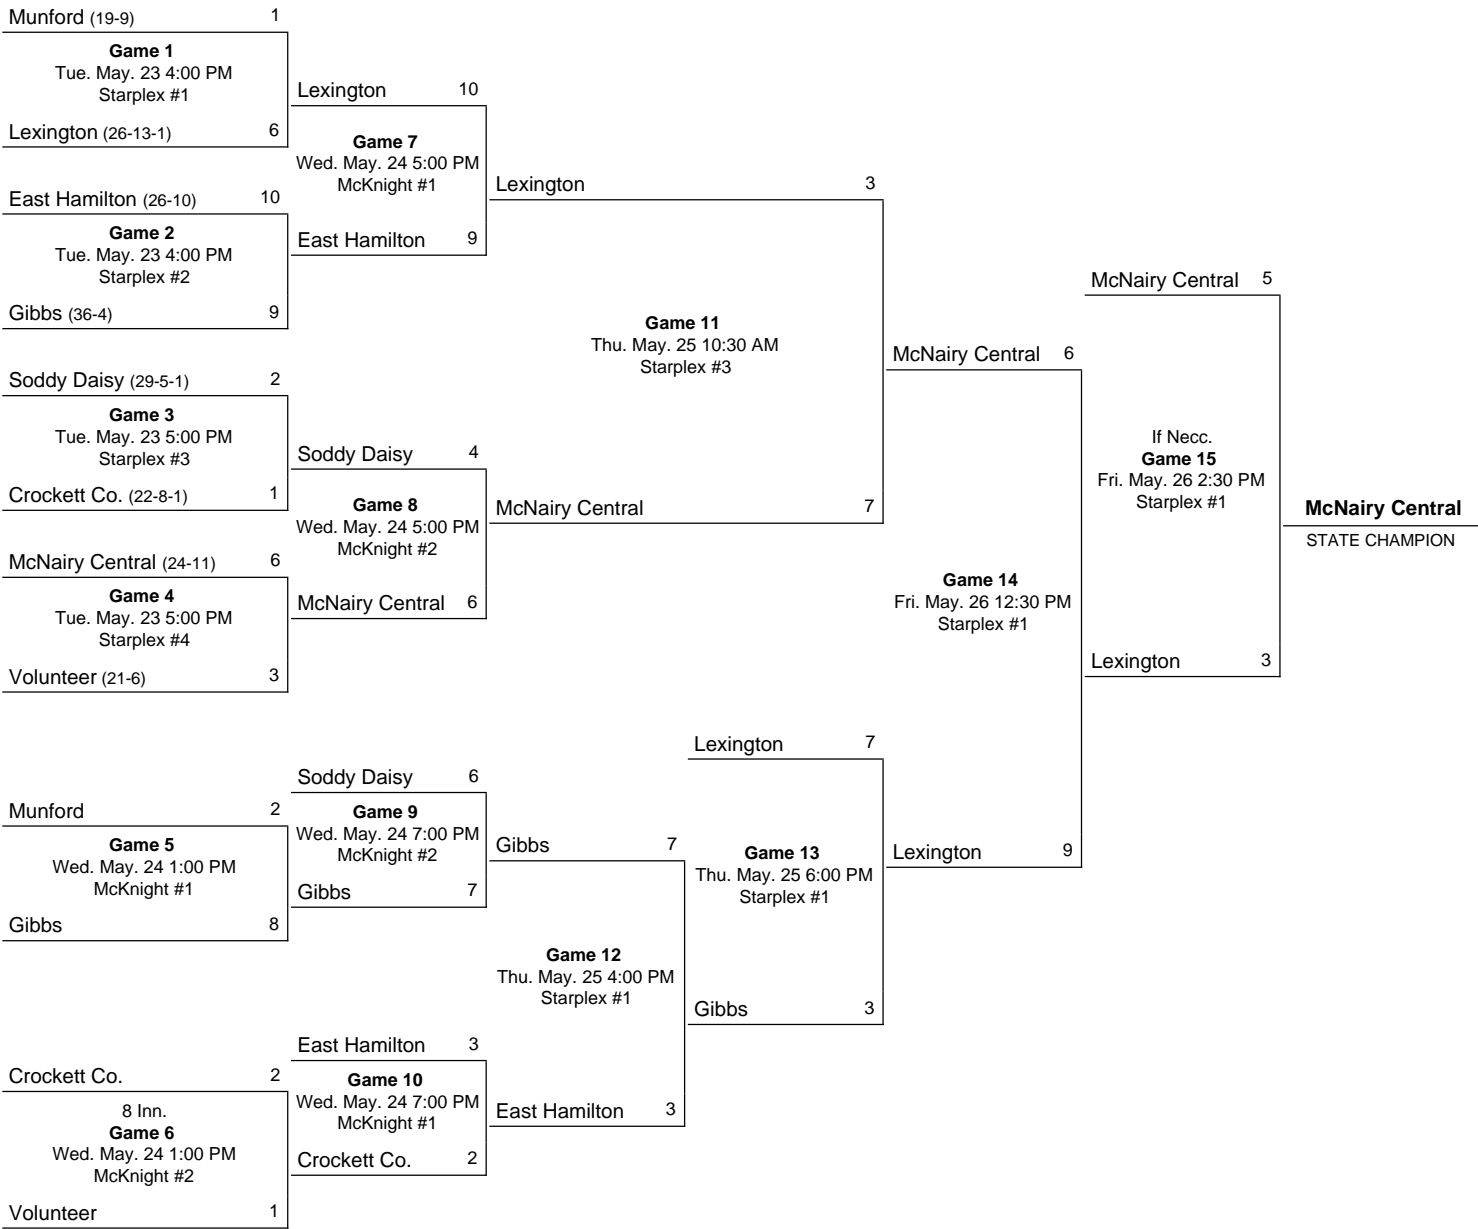 Munford (19-9) 1
Game 1
Tue. May. 23 4:00 PM
Starplex #1
Lexington (26-13-1) 6
East Hamilton (26-10) 10
Game 2
Tue. May. 23 4:00 PM
Starplex #2
Gibbs (36-4) 9
Soddy Daisy (29-5-1) 2
Game 3
Tue. May. 23 5:00 PM
Starplex #3
Crockett Co. (22-8-1) 1
McNairy Central (24-11) 6
Game 4
Tue. May. 23 5:00 PM
Starplex #4
Volunteer (21-6) 3
Munford 2
Game 5
Wed. May. 24 1:00 PM
McKnight #1
Gibbs 8
Crockett Co. 2
8 Inn.
Game 6
Wed. May. 24 1:00 PM
McKnight #2
Volunteer 1
Lexington 10
Game 7
Wed. May. 24 5:00 PM
McKnight #1
East Hamilton 9
Soddy Daisy 4
Game 8
Wed. May. 24 5:00 PM
McKnight #2
McNairy Central 6
Soddy Daisy 6
Game 9
Wed. May. 24 7:00 PM
McKnight #2
Gibbs 7
East Hamilton 3
Game 10
Wed. May. 24 7:00 PM
McKnight #1
Crockett Co. 2
Lexington 3
Game 11
Thu. May. 25 10:30 AM
Starplex #3
McNairy Central 7
Gibbs 7
Game 12
Thu. May. 25 4:00 PM
Starplex #1
East Hamilton 3
Lexington 7
Game 13
Thu. May. 25 6:00 PM
Starplex #1
Gibbs 3
McNairy Central 6
Game 14
Fri. May. 26 12:30 PM
Starplex #1
Lexington 9
McNairy Central 5
If Necc.
Game 15
Fri. May. 26 2:30 PM
Starplex #1
Lexington 3
McNairy Central
STATE CHAMPION